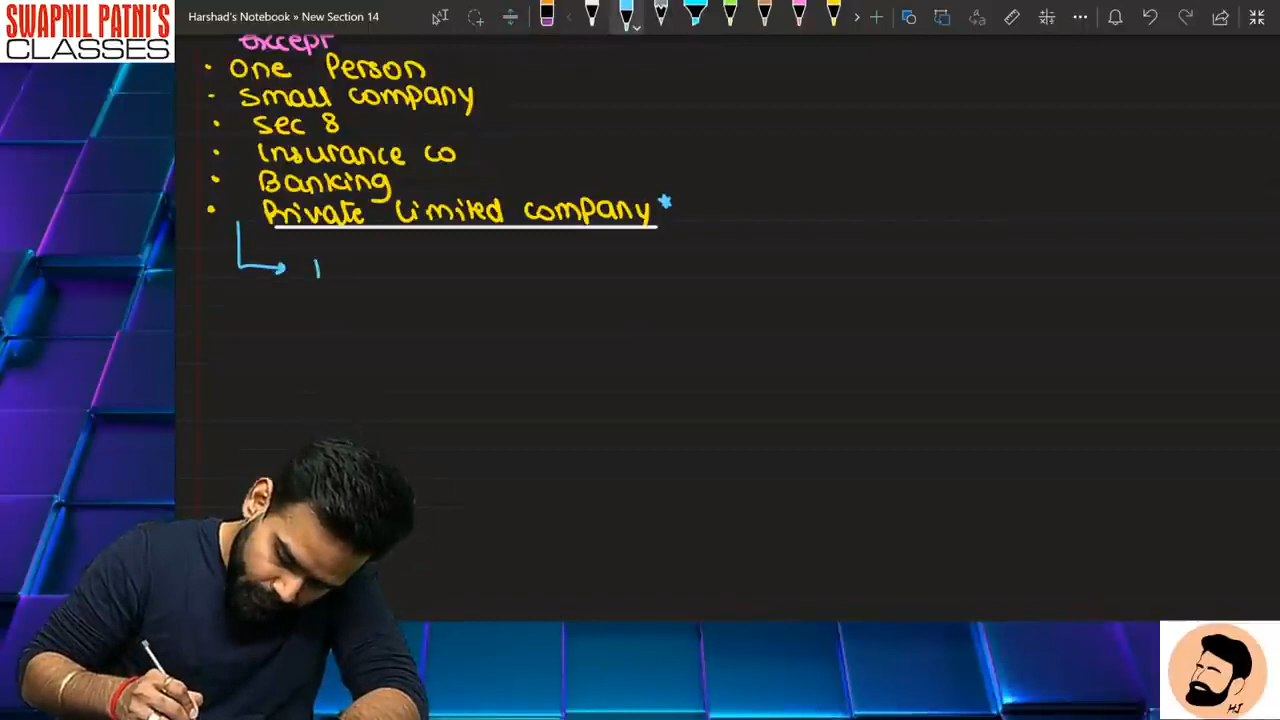 SWAPNIL PATNI'S
CLASSES
Harshad's Notebook » New Section 14
except
• One Person
- Small company
• Sec 8
• Insurance co
• Banking
• Private Limited company *
HJ